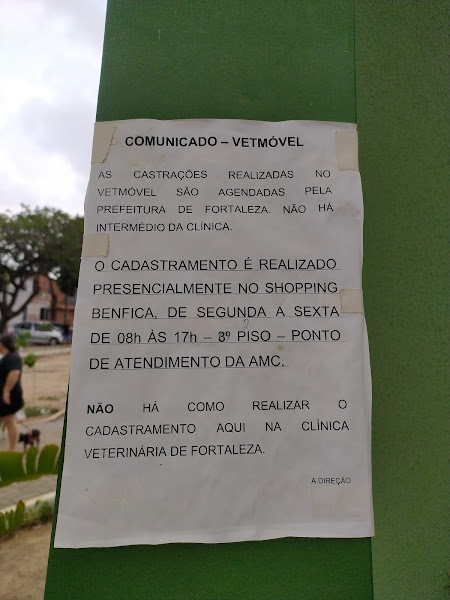 COMUNICADO – VETMÓVEL
AS CASTRAÇÕES REALIZADAS NO
VETMÓVEL SÃO AGENDADAS PELA
PREFEITURA DE FORTALEZA. NÃO HÁ
INTERMÉDIO DA CLÍNICA.
O CADASTRAMENTO É REALIZADO
PRESENCIALMENTE NO SHOPPING
BENFICA, DE SEGUNDA A SEXTA
DE 08h ÀS 17h – 3º PISO – PONTO
DE ATENDIMENTO DA AMC.
NÃO HÁ COMO REALIZAR O
CADASTRAMENTO AQUI NA CLÍNICA
VETERINÁRIA DE FORTALEZA.
A DIREÇÃO